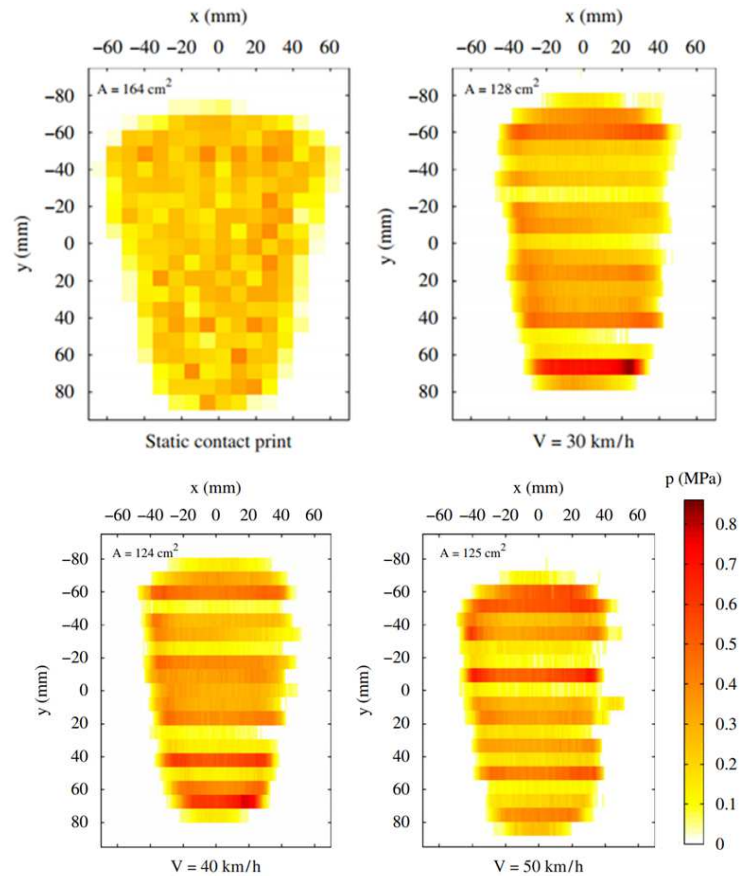 x (mm)
−60 −40 −20 0 20 40 60
A = 164 cm²
y (mm)
−80
−60
−40
−20
0
20
40
60
80
Static contact print
x (mm)
−60 −40 −20 0 20 40 60
A = 128 cm²
y (mm)
−80
−60
−40
−20
0
20
40
60
80
V = 30 km/h
x (mm)
−60 −40 −20 0 20 40 60
A = 124 cm²
y (mm)
−80
−60
−40
−20
0
20
40
60
80
V = 40 km/h
x (mm)
−60 −40 −20 0 20 40 60
A = 125 cm²
y (mm)
−80
−60
−40
−20
0
20
40
60
80
V = 50 km/h
p (MPa)
0.8
0.7
0.6
0.5
0.4
0.3
0.2
0.1
0